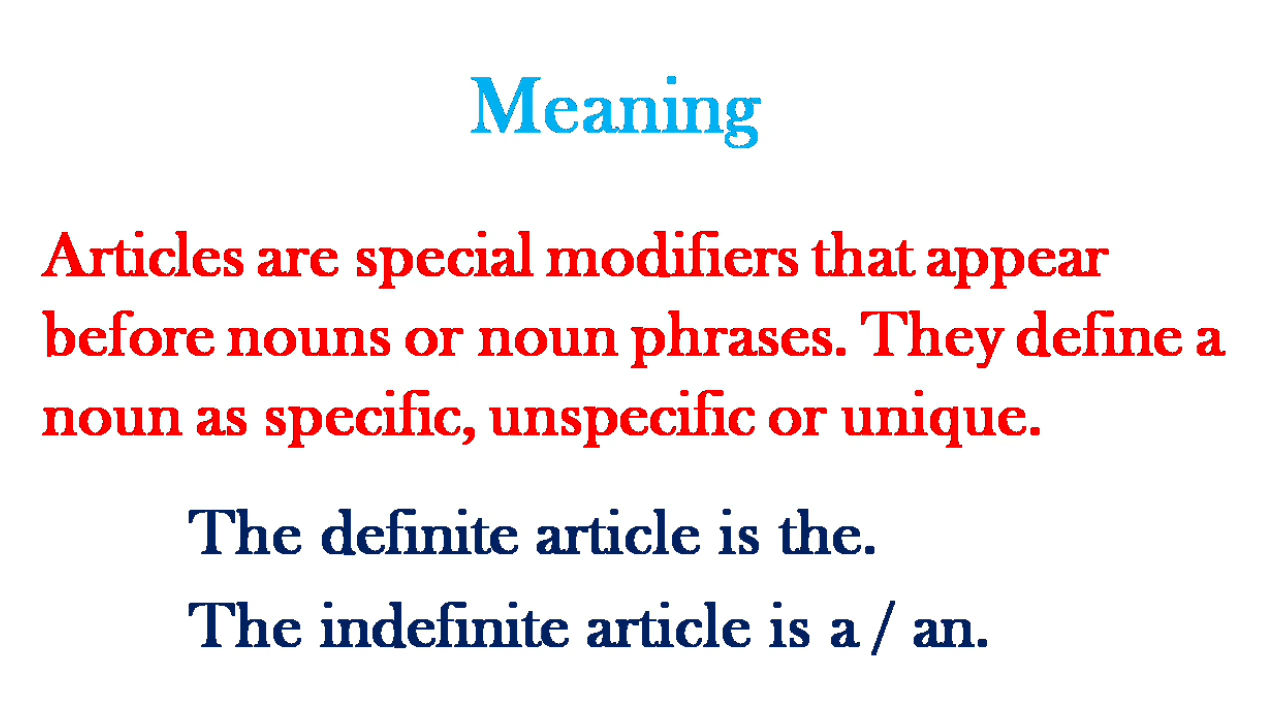 Meaning
Articles are special modifiers that appear
before nouns or noun phrases. They define a
noun as specific, unspecific or unique.
The definite article is the.
The indefinite article is a / an.